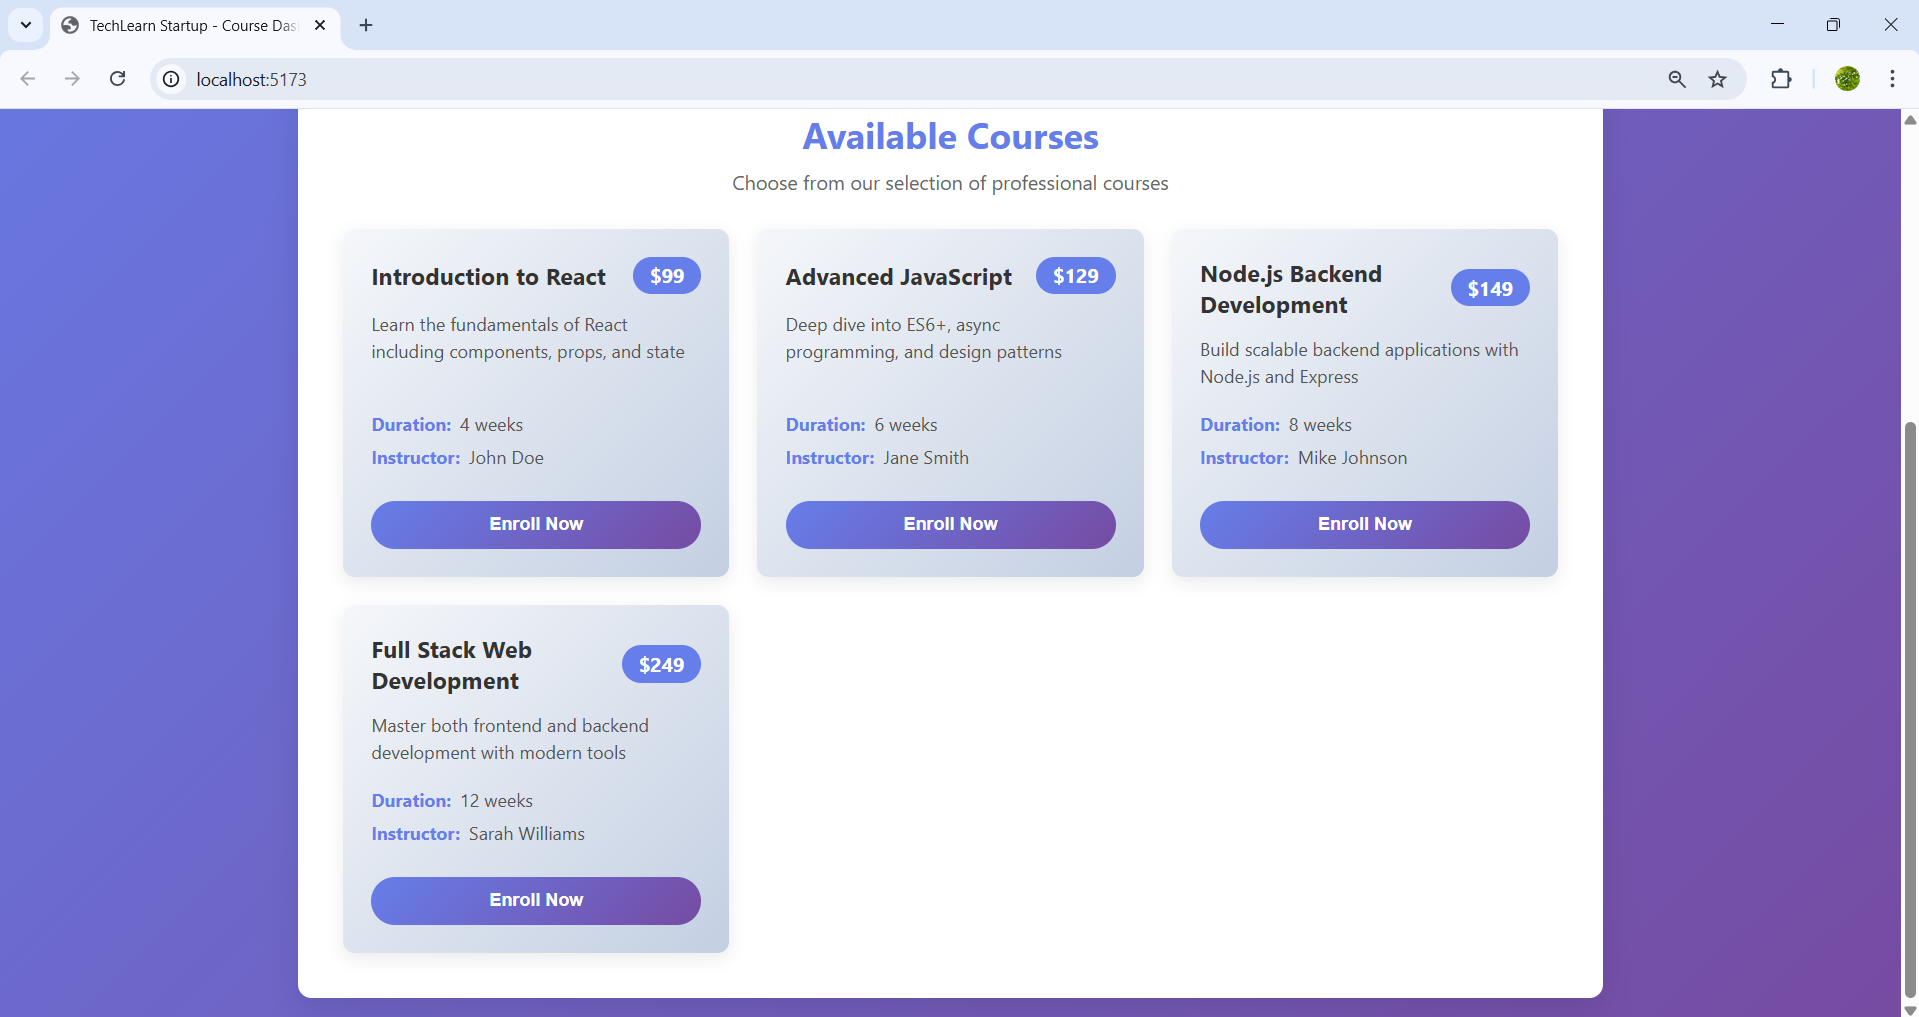 TechLearn Startup - Course Das
localhost:5173
Available Courses
Choose from our selection of professional courses
Introduction to React
$99
Learn the fundamentals of React
including components, props, and state
Duration: 4 weeks
Instructor: John Doe
Enroll Now
Advanced JavaScript
$129
Deep dive into ES6+, async
programming, and design patterns
Duration: 6 weeks
Instructor: Jane Smith
Enroll Now
Node.js Backend
Development
$149
Build scalable backend applications with
Node.js and Express
Duration: 8 weeks
Instructor: Mike Johnson
Enroll Now
Full Stack Web
Development
$249
Master both frontend and backend
development with modern tools
Duration: 12 weeks
Instructor: Sarah Williams
Enroll Now